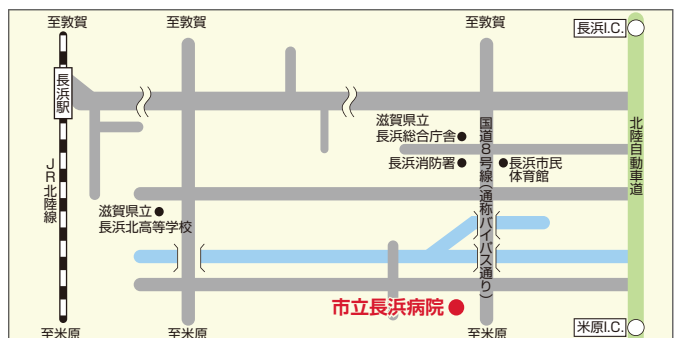 至敦賀
至敦賀
至敦賀
長浜I.C.
長浜駅
滋賀県立
長浜総合庁舎
長浜消防署
長浜市民
体育館
国道8号線(通称バイパス通り)
北陸自動車道
JR北陸線
滋賀県立
長浜北高等学校
市立長浜病院
至米原
至米原
至米原
米原I.C.